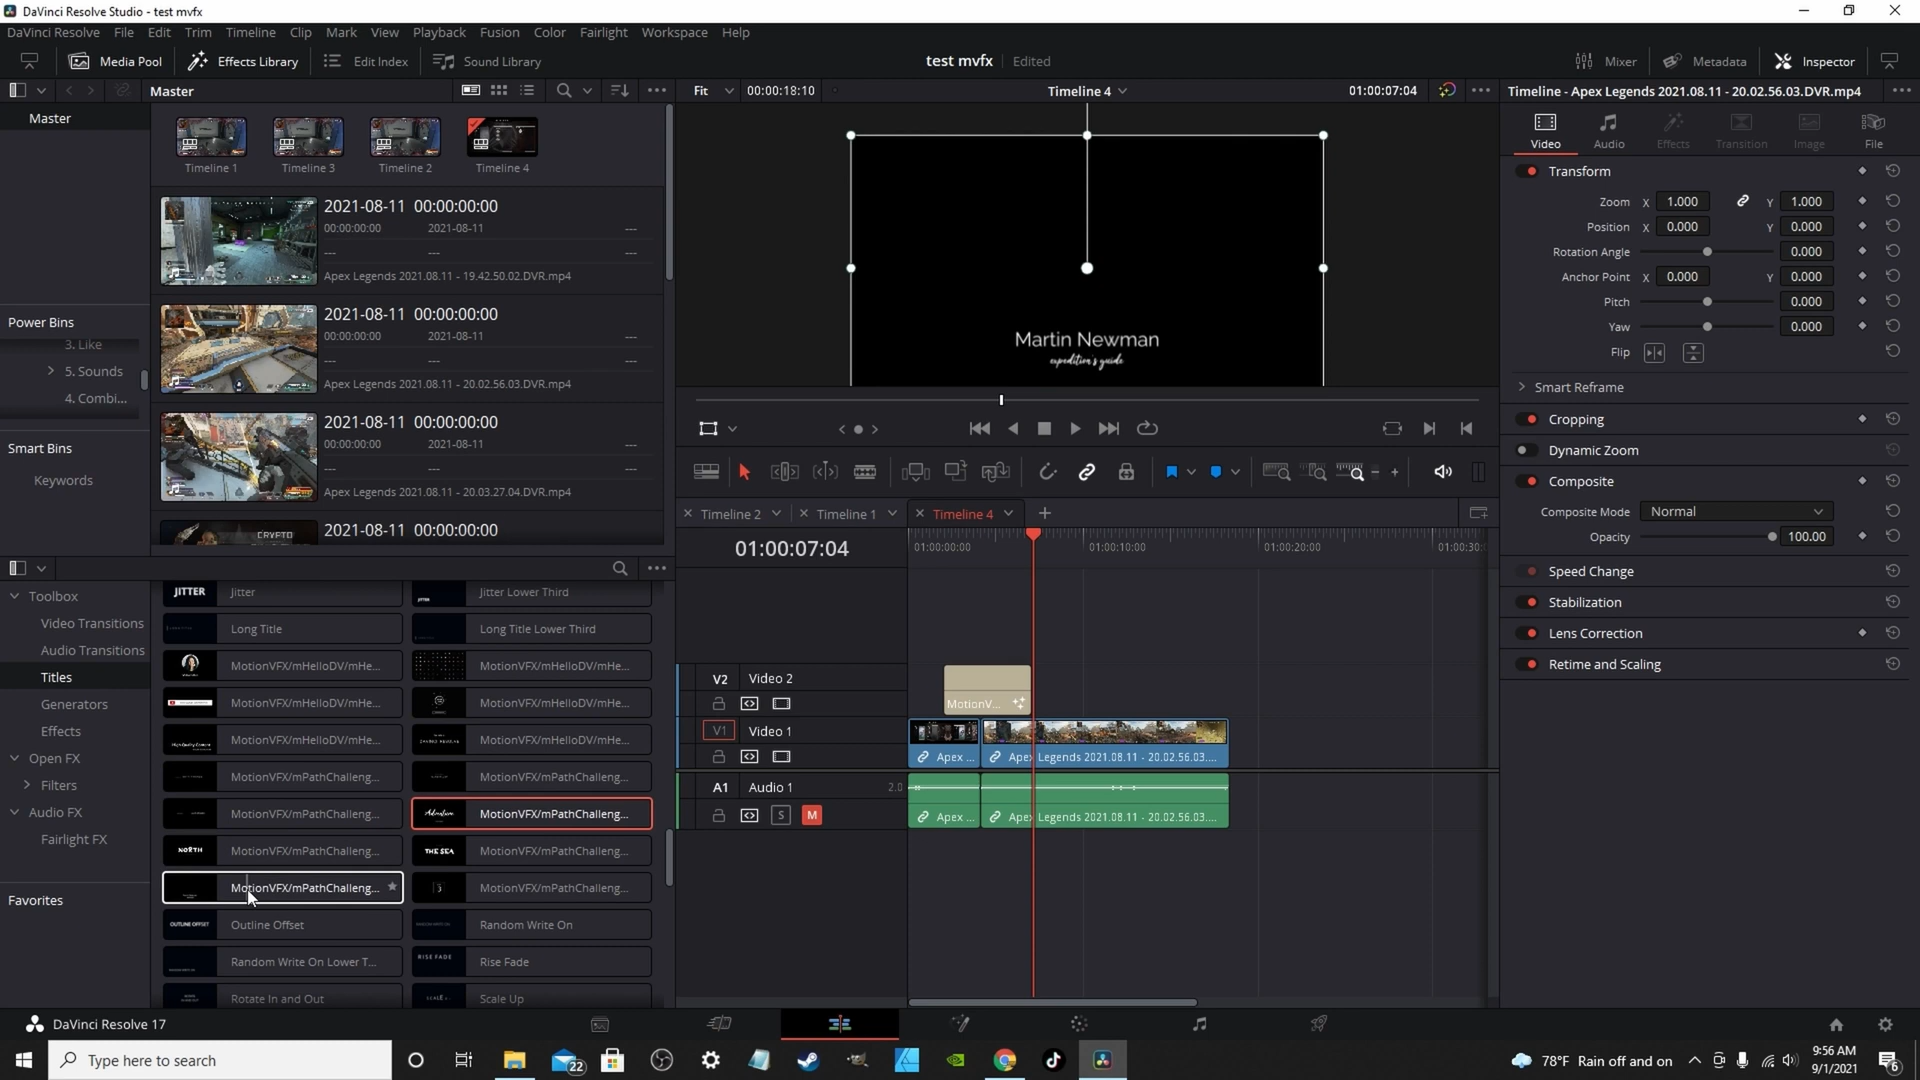 DaVinci Resolve Studio - test mvfx
DaVinci Resolve File Edit Trim Timeline Clip Mark View Playback Fusion Color Fairlight Workspace Help
Media Pool Effects Library Edit Index Sound Library test mvfx Edited Mixer Metadata Inspector
Master Fit 00:00:18:10 Timeline 4 01:00:07:04 Timeline - Apex Legends 2021.08.11 - 20.02.56.03.DVR.mp4
Master
Timeline 1 Timeline 3 Timeline 2 Timeline 4
2021-08-11 00:00:00:00
00:00:00:00 2021-08-11 ---
--- --- ---
Apex Legends 2021.08.11 - 19.42.50.02.DVR.mp4
2021-08-11 00:00:00:00
00:00:00:00 2021-08-11 ---
--- --- ---
Apex Legends 2021.08.11 - 20.02.56.03.DVR.mp4
2021-08-11 00:00:00:00
00:00:00:00 2021-08-11 ---
--- --- ---
Apex Legends 2021.08.11 - 20.03.27.04.DVR.mp4
CRYPTO
2021-08-11 00:00:00:00
Power Bins
3. Like
5. Sounds
4. Combi...
Smart Bins
Keywords
Martin Newman
expedition's guide
Video Audio Effects Transition Image File
Transform
Zoom X 1.000 Y 1.000
Position X 0.000 Y 0.000
Rotation Angle 0.000
Anchor Point X 0.000 Y 0.000
Pitch 0.000
Yaw 0.000
Flip
Smart Reframe
Cropping
Dynamic Zoom
Composite
Composite Mode Normal
Opacity 100.00
Speed Change
Stabilization
Lens Correction
Retime and Scaling
Timeline 2 Timeline 1 Timeline 4
01:00:07:04 01:00:00:00 01:00:10:00 01:00:20:00 01:00:30:
V2 Video 2
MotionV...
V1 Video 1
Apex ... Apex Legends 2021.08.11 - 20.02.56.03....
A1 Audio 1 2.0
S M
Apex ... Apex Legends 2021.08.11 - 20.02.56.03....
Toolbox
Video Transitions
Audio Transitions
Titles
Generators
Effects
Open FX
Filters
Audio FX
Fairlight FX
Favorites
JITTER Jitter JITTER Jitter Lower Third
Long Title Long Title Lower Third
MotionVFX/mHelloDV/mHe... MotionVFX/mHelloDV/mHe...
MotionVFX/mHelloDV/mHe... MotionVFX/mHelloDV/mHe...
High Quality Camera MotionVFX/mHelloDV/mHe... DAVINCI RESOLVE MotionVFX/mHelloDV/mHe...
MotionVFX/mPathChalleng... MotionVFX/mPathChalleng...
MotionVFX/mPathChalleng... Adventure MotionVFX/mPathChalleng...
NORTH MotionVFX/mPathChalleng... THE SEA MotionVFX/mPathChalleng...
MotionVFX/mPathChalleng... 3 MotionVFX/mPathChalleng...
OUTLINE OFFSET Outline Offset Random Write On
Random Write On Lower T... RISE FADE Rise Fade
Rotate In and Out SCALE Scale Up
DaVinci Resolve 17
Type here to search
22
78°F Rain off and on
9:56 AM
9/1/2021
6